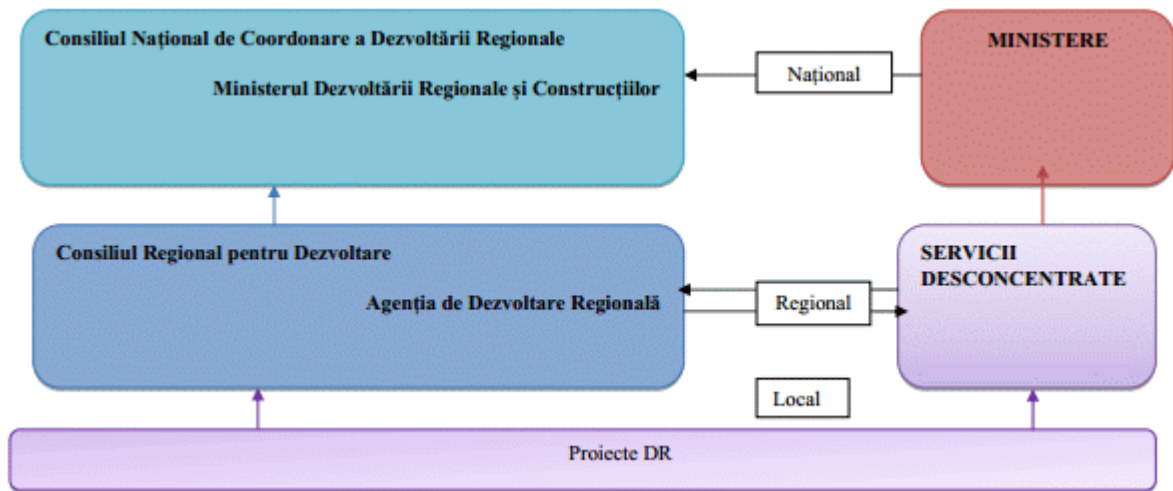 Consiliul Național de Coordonare a Dezvoltării Regionale
Ministerul Dezvoltării Regionale și Construcțiilor
Național
MINISTERE
Consiliul Regional pentru Dezvoltare
Agenția de Dezvoltare Regională
Regional
SERVICII
DESCONCENTRATE
Local
Proiecte DR